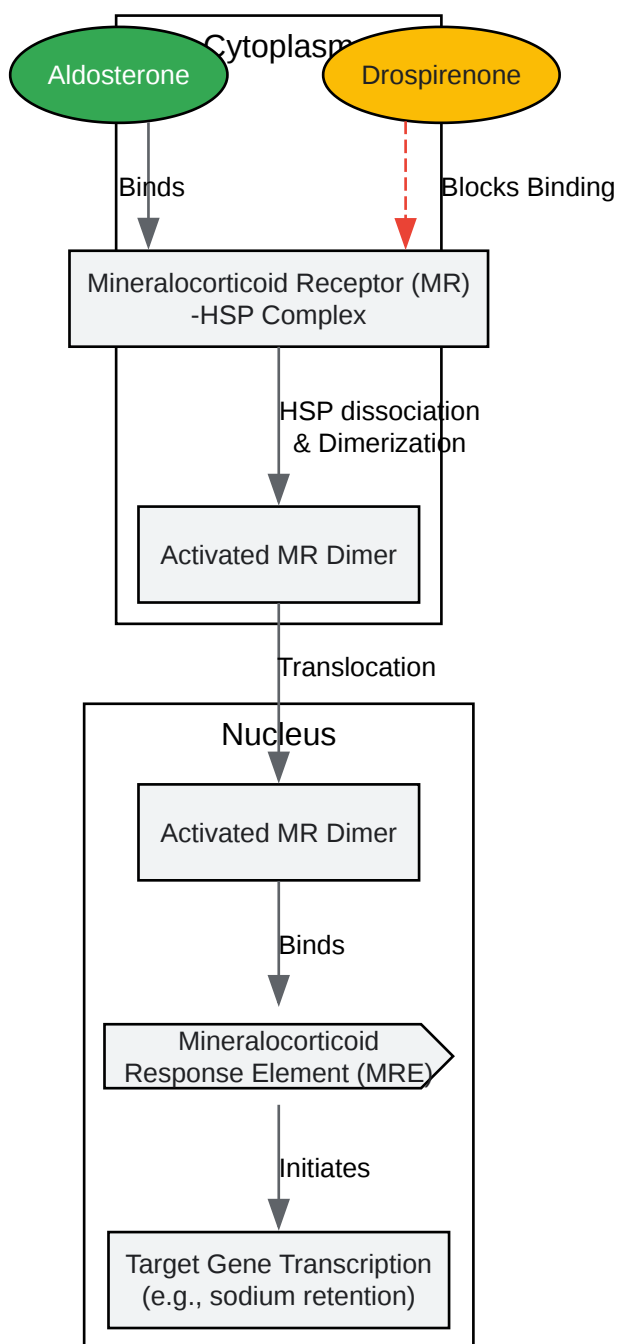 Cytoplasm
Aldosterone
Drospirenone
Binds
Blocks Binding
Mineralocorticoid Receptor (MR)
-HSP Complex
HSP dissociation
& Dimerization
Activated MR Dimer
Translocation
Nucleus
Activated MR Dimer
Binds
Mineralocorticoid
Response Element (MRE)
Initiates
Target Gene Transcription
(e.g., sodium retention)